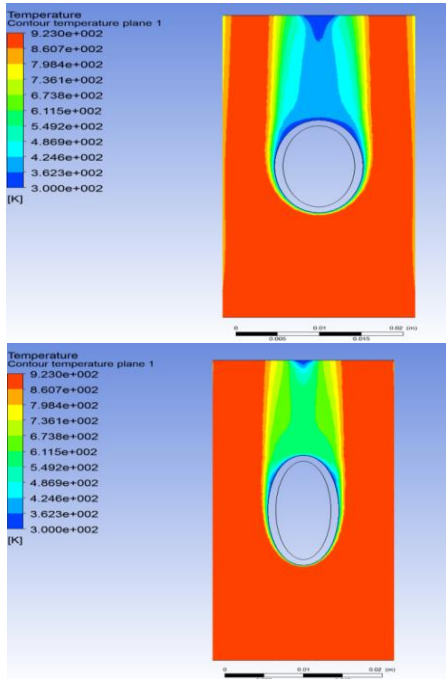 Temperature
Contour temperature plane 1
9.230e+002
8.607e+002
7.984e+002
7.361e+002
6.738e+002
6.115e+002
5.492e+002
4.869e+002
4.246e+002
3.623e+002
3.000e+002
[K]
0 0.01 0.02 (m)
0.005 0.015
Temperature
Contour temperature plane 1
9.230e+002
8.607e+002
7.984e+002
7.361e+002
6.738e+002
6.115e+002
5.492e+002
4.869e+002
4.246e+002
3.623e+002
3.000e+002
[K]
0 0.01 0.02 (m)